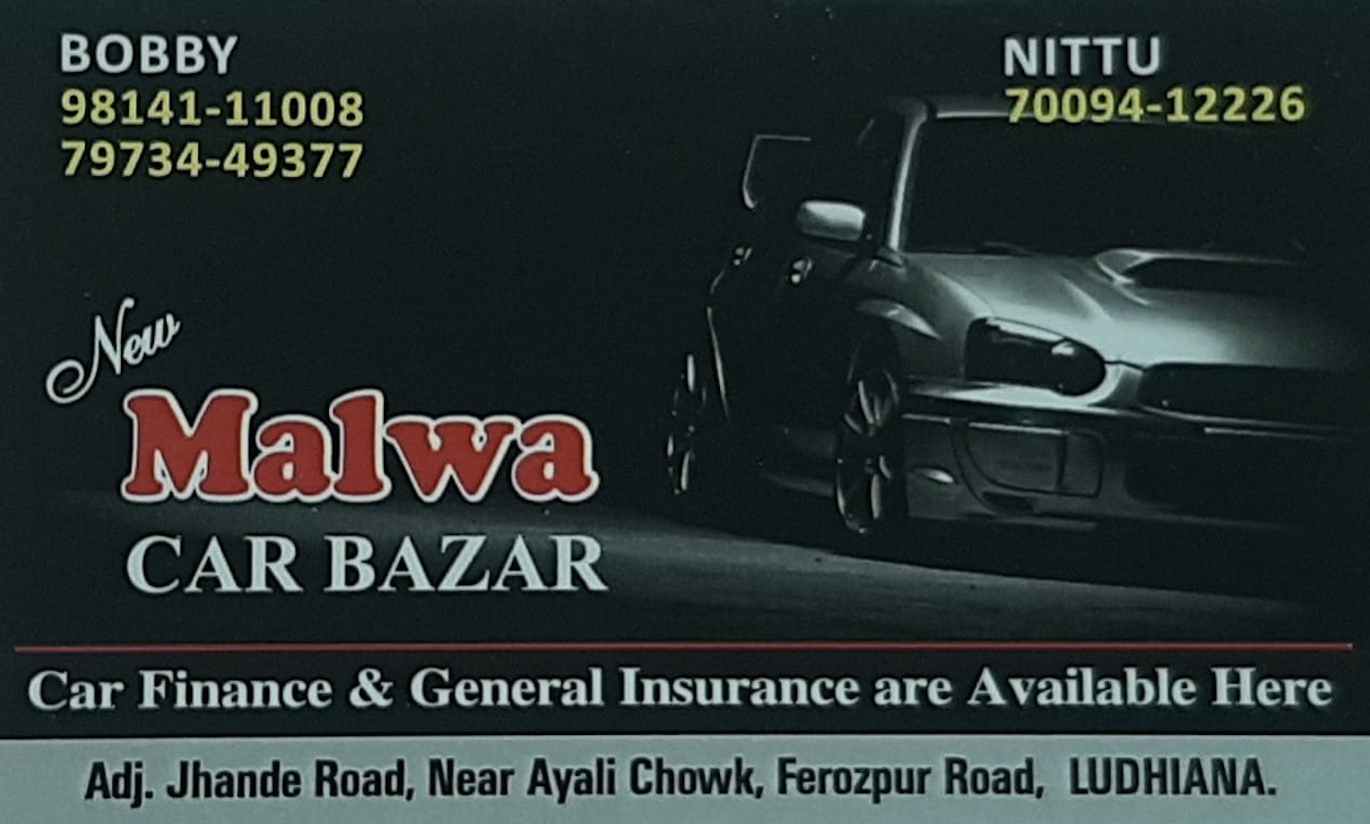 BOBBY
98141-11008
79734-49377
NITTU
70094-12226
New
Malwa
CAR BAZAR
Car Finance & General Insurance are Available Here
Adj. Jhande Road, Near Ayali Chowk, Ferozpur Road, LUDHIANA.